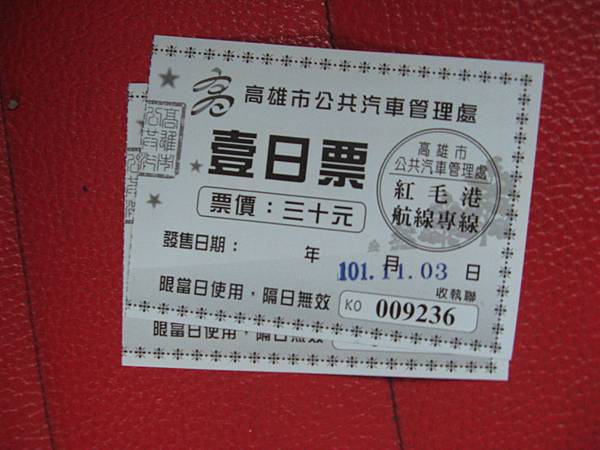 高雄市公共汽車管理處
壹日票
高雄市
公共汽車管理處
紅毛港
航線專線
票價：三十元
發售日期： 年 月 日
101.11.03
收執聯
限當日使用，隔日無效 KO 009236
限當日使用，隔日無效